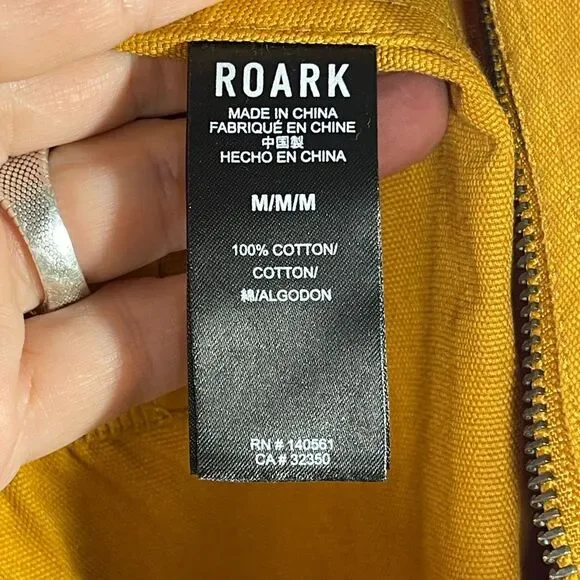 ROARK
MADE IN CHINA
FABRIQUÉ EN CHINE
中国製
HECHO EN CHINA
M/M/M
100% COTTON/
COTTON/
綿/ALGODON
RN # 140561
CA # 32350